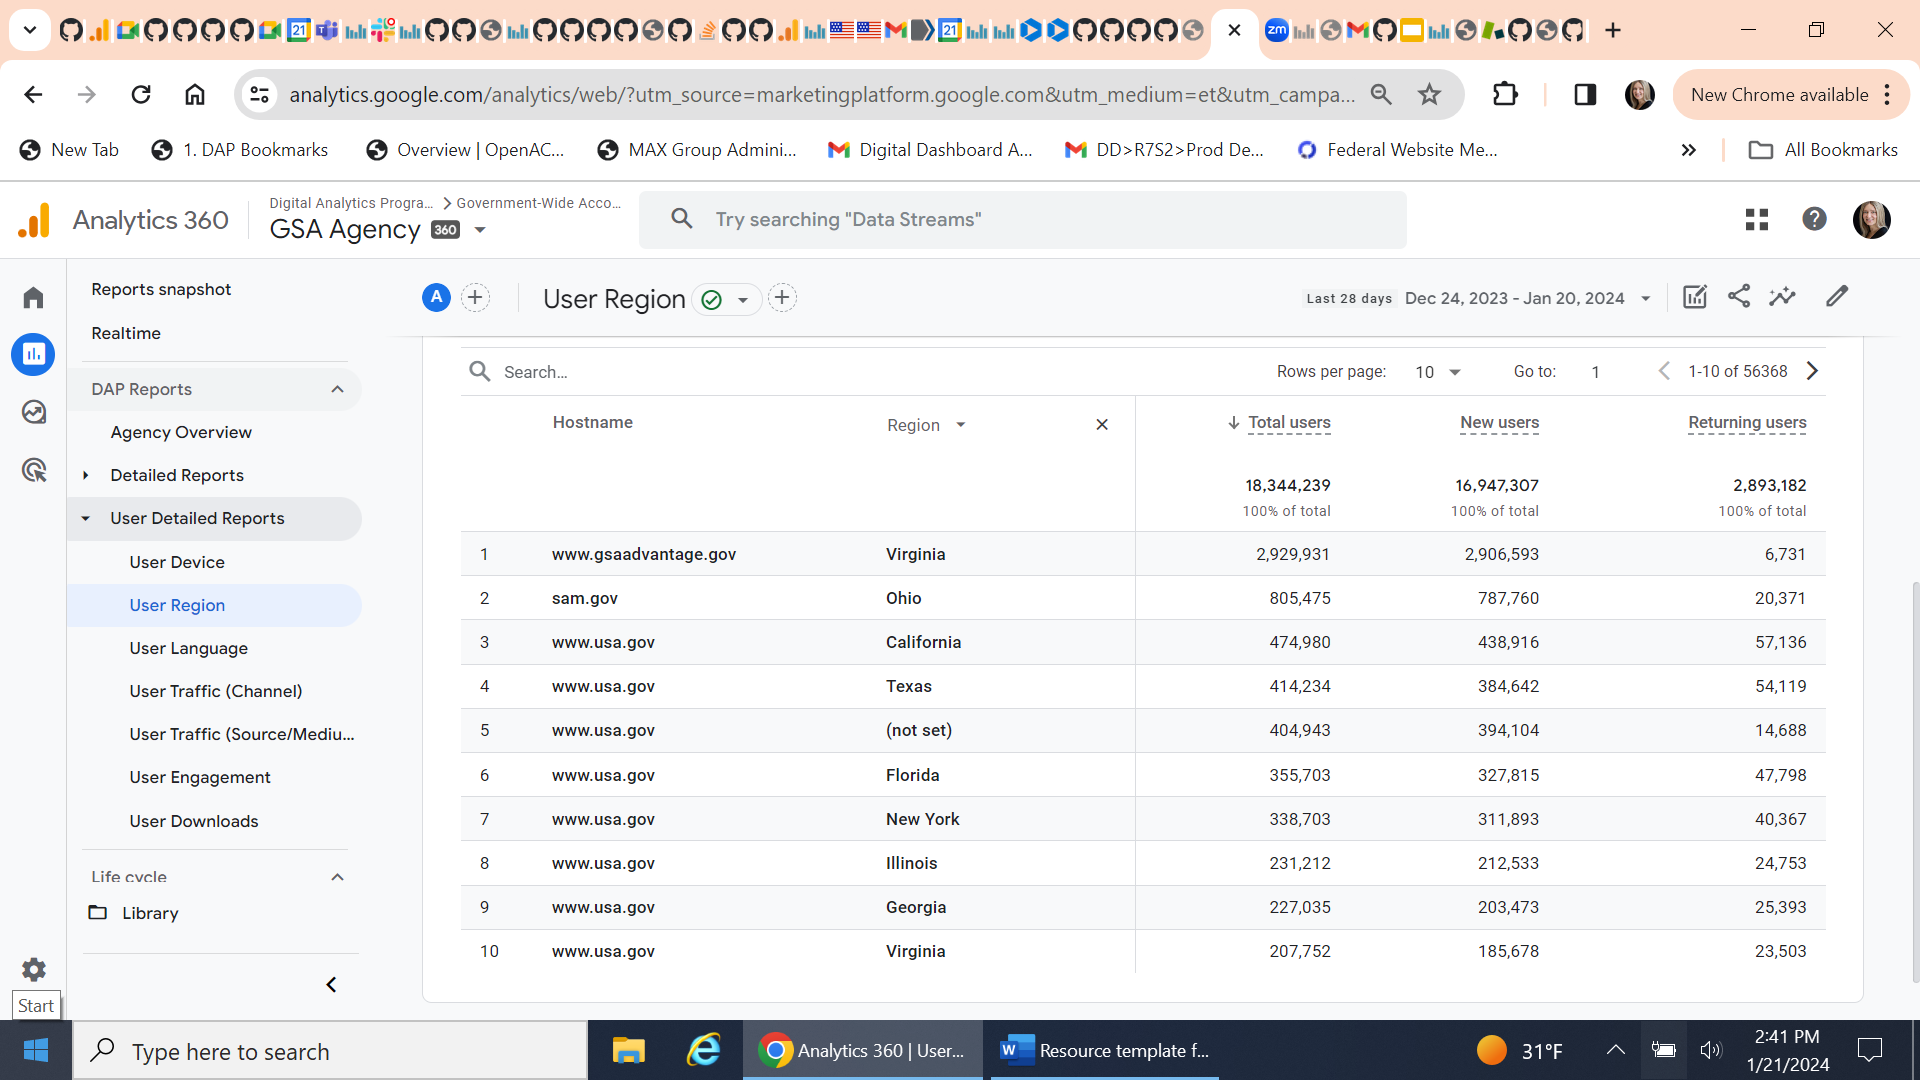 21
21
zm
analytics.google.com/analytics/web/?utm_source=marketingplatform.google.com&utm_medium=et&utm_campa...
New Chrome available
New Tab
1. DAP Bookmarks
Overview | OpenAC...
MAX Group Admini...
Digital Dashboard A...
DD>R7S2>Prod De...
Federal Website Me...
All Bookmarks
Analytics 360
Digital Analytics Progra... > Government-Wide Acco...
GSA Agency 360
Try searching "Data Streams"
Reports snapshot
Realtime
DAP Reports
Agency Overview
Detailed Reports
User Detailed Reports
User Device
User Region
User Language
User Traffic (Channel)
User Traffic (Source/Mediu...
User Engagement
User Downloads
Life cycle
Library
Start
A
User Region
Last 28 days Dec 24, 2023 - Jan 20, 2024
Search...
Rows per page: 10 Go to: 1 1-10 of 56368
Hostname Region Total users New users Returning users
18,344,239 16,947,307 2,893,182
100% of total 100% of total 100% of total
1 www.gsaadvantage.gov Virginia 2,929,931 2,906,593 6,731
2 sam.gov Ohio 805,475 787,760 20,371
3 www.usa.gov California 474,980 438,916 57,136
4 www.usa.gov Texas 414,234 384,642 54,119
5 www.usa.gov (not set) 404,943 394,104 14,688
6 www.usa.gov Florida 355,703 327,815 47,798
7 www.usa.gov New York 338,703 311,893 40,367
8 www.usa.gov Illinois 231,212 212,533 24,753
9 www.usa.gov Georgia 227,035 203,473 25,393
10 www.usa.gov Virginia 207,752 185,678 23,503
Type here to search
Analytics 360 | User...
Resource template f...
31°F
2:41 PM
1/21/2024